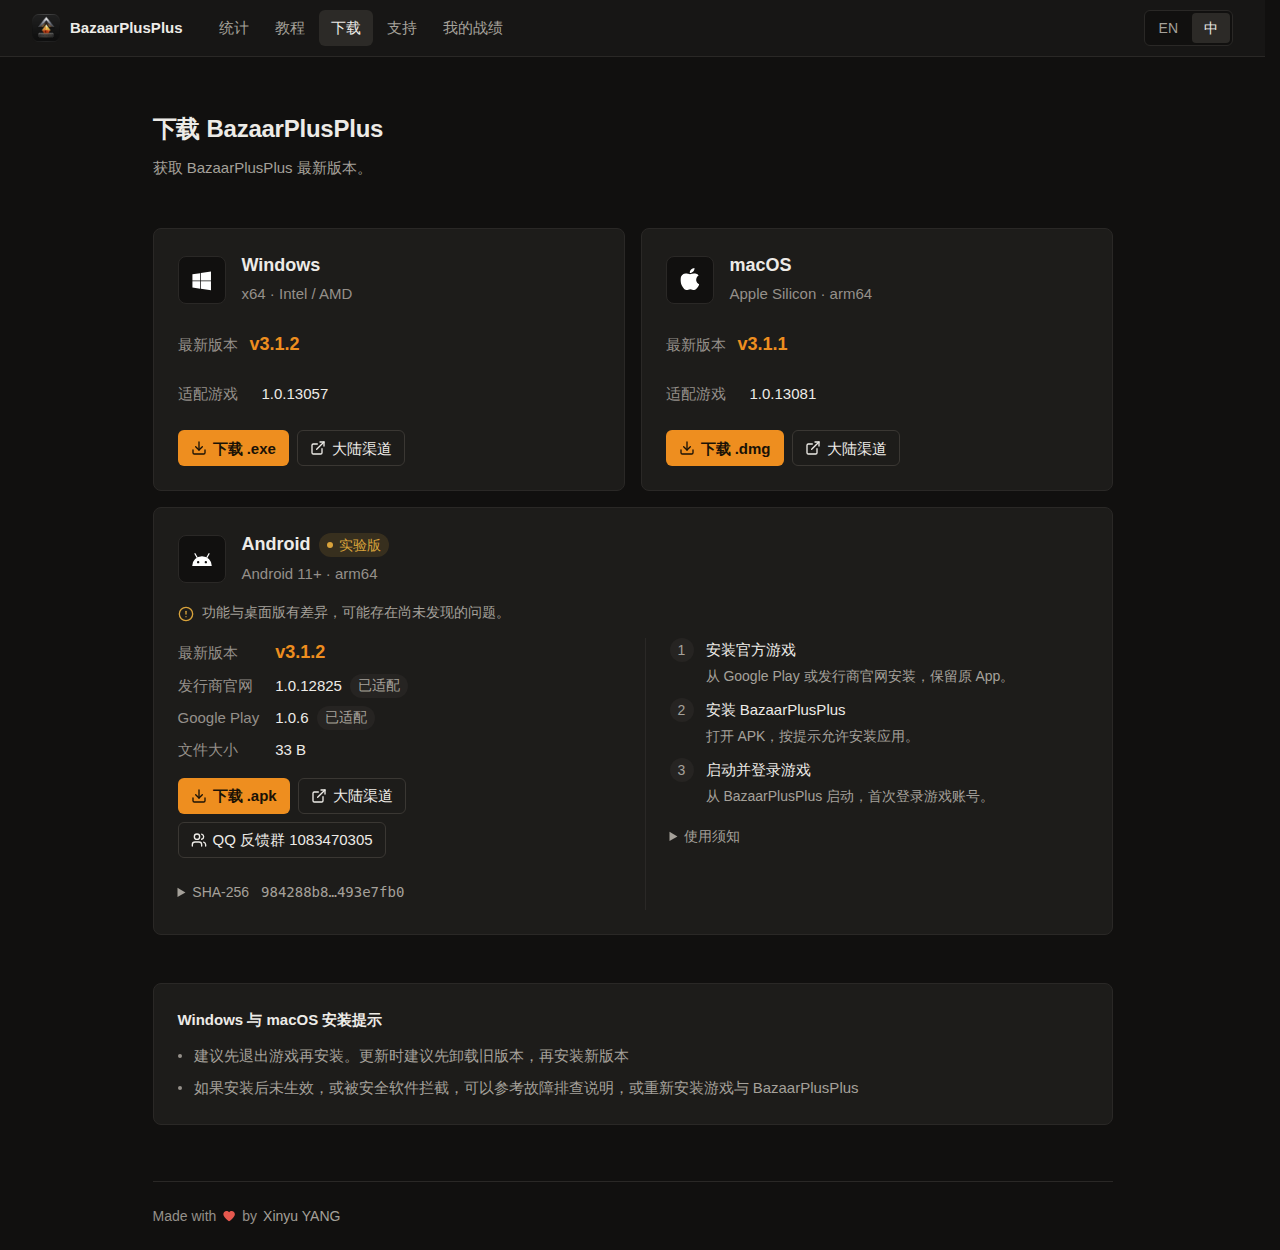 BazaarPlusPlus 统计 教程 下载 支持 我的战绩 EN 中
下载 BazaarPlusPlus
获取 BazaarPlusPlus 最新版本。
Windows
x64 · Intel / AMD
最新版本 v3.1.2
适配游戏 1.0.13057
下载 .exe 大陆渠道
macOS
Apple Silicon · arm64
最新版本 v3.1.1
适配游戏 1.0.13081
下载 .dmg 大陆渠道
Android 实验版
Android 11+ · arm64
功能与桌面版有差异，可能存在尚未发现的问题。
最新版本 v3.1.2
发行商官网 1.0.12825 已适配
Google Play 1.0.6 已适配
文件大小 33 B
下载 .apk 大陆渠道
QQ 反馈群 1083470305
SHA-256 984288b8…493e7fb0
1 安装官方游戏
从 Google Play 或发行商官网安装，保留原 App。
2 安装 BazaarPlusPlus
打开 APK，按提示允许安装应用。
3 启动并登录游戏
从 BazaarPlusPlus 启动，首次登录游戏账号。
使用须知
Windows 与 macOS 安装提示
• 建议先退出游戏再安装。更新时建议先卸载旧版本，再安装新版本
• 如果安装后未生效，或被安全软件拦截，可以参考故障排查说明，或重新安装游戏与 BazaarPlusPlus
Made with ♥ by Xinyu YANG